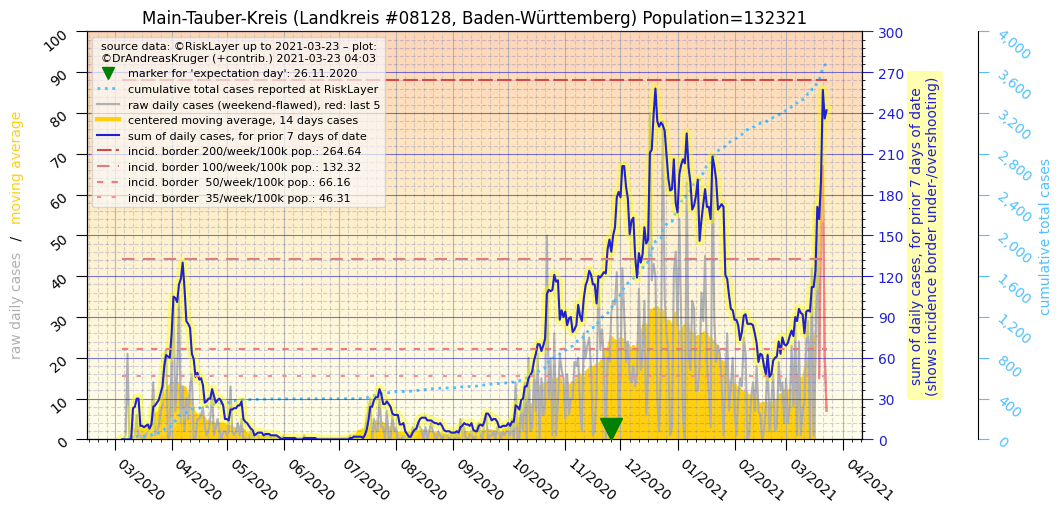 Main-Tauber-Kreis (Landkreis #08128, Baden-Württemberg) Population=132321
source data: ©RiskLayer up to 2021-03-23 – plot:
©DrAndreasKruger (+contrib.) 2021-03-23 04:03
marker for 'expectation day': 26.11.2020
cumulative total cases reported at RiskLayer
raw daily cases (weekend-flawed), red: last 5
centered moving average, 14 days cases
sum of daily cases, for prior 7 days of date
incid. border 200/week/100k pop.: 264.64
incid. border 100/week/100k pop.: 132.32
incid. border  50/week/100k pop.: 66.16
incid. border  35/week/100k pop.: 46.31
raw daily cases  /  moving average
100
90
80
70
60
50
40
30
20
10
0
03/2020
04/2020
05/2020
06/2020
07/2020
08/2020
09/2020
10/2020
11/2020
12/2020
01/2021
02/2021
03/2021
04/2021
300
270
240
210
180
150
120
90
60
30
0
sum of daily cases, for prior 7 days of date
(shows incidence border under-/overshooting)
4,000
3,600
3,200
2,800
2,400
2,000
1,600
1,200
800
400
0
cumulative total cases